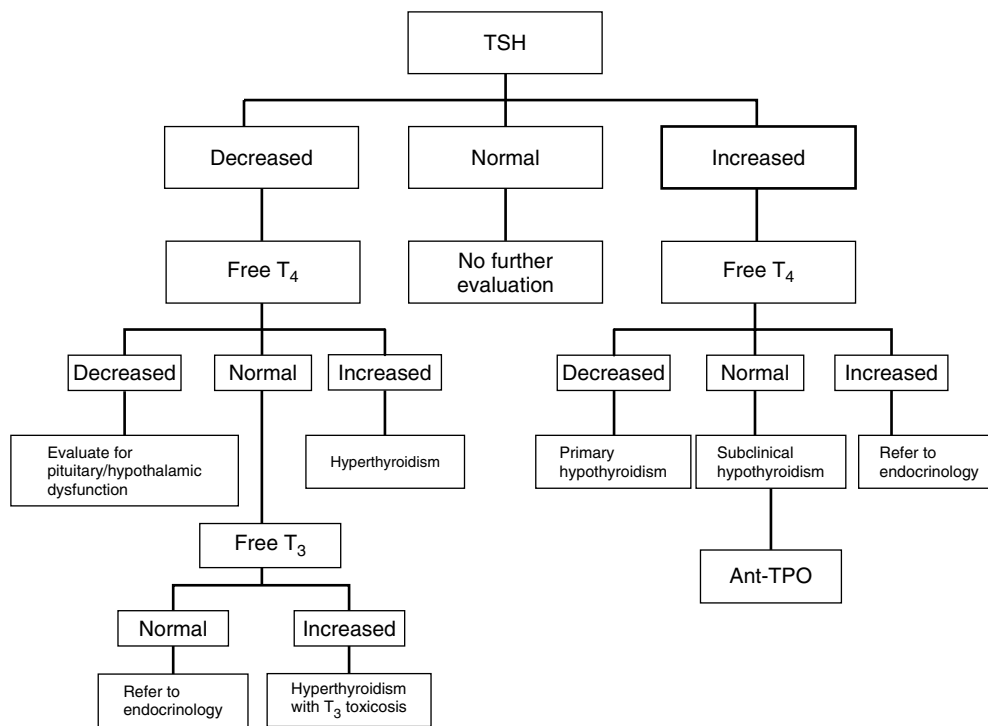 TSH
Decreased
Normal
Increased
Free T4
No further
evaluation
Free T4
Decreased
Normal
Increased
Decreased
Normal
Increased
Evaluate for
pituitary/hypothalamic
dysfunction
Hyperthyroidism
Primary
hypothyroidism
Subclinical
hypothyroidism
Refer to
endocrinology
Free T3
Ant-TPO
Normal
Increased
Refer to
endocrinology
Hyperthyroidism
with T3 toxicosis